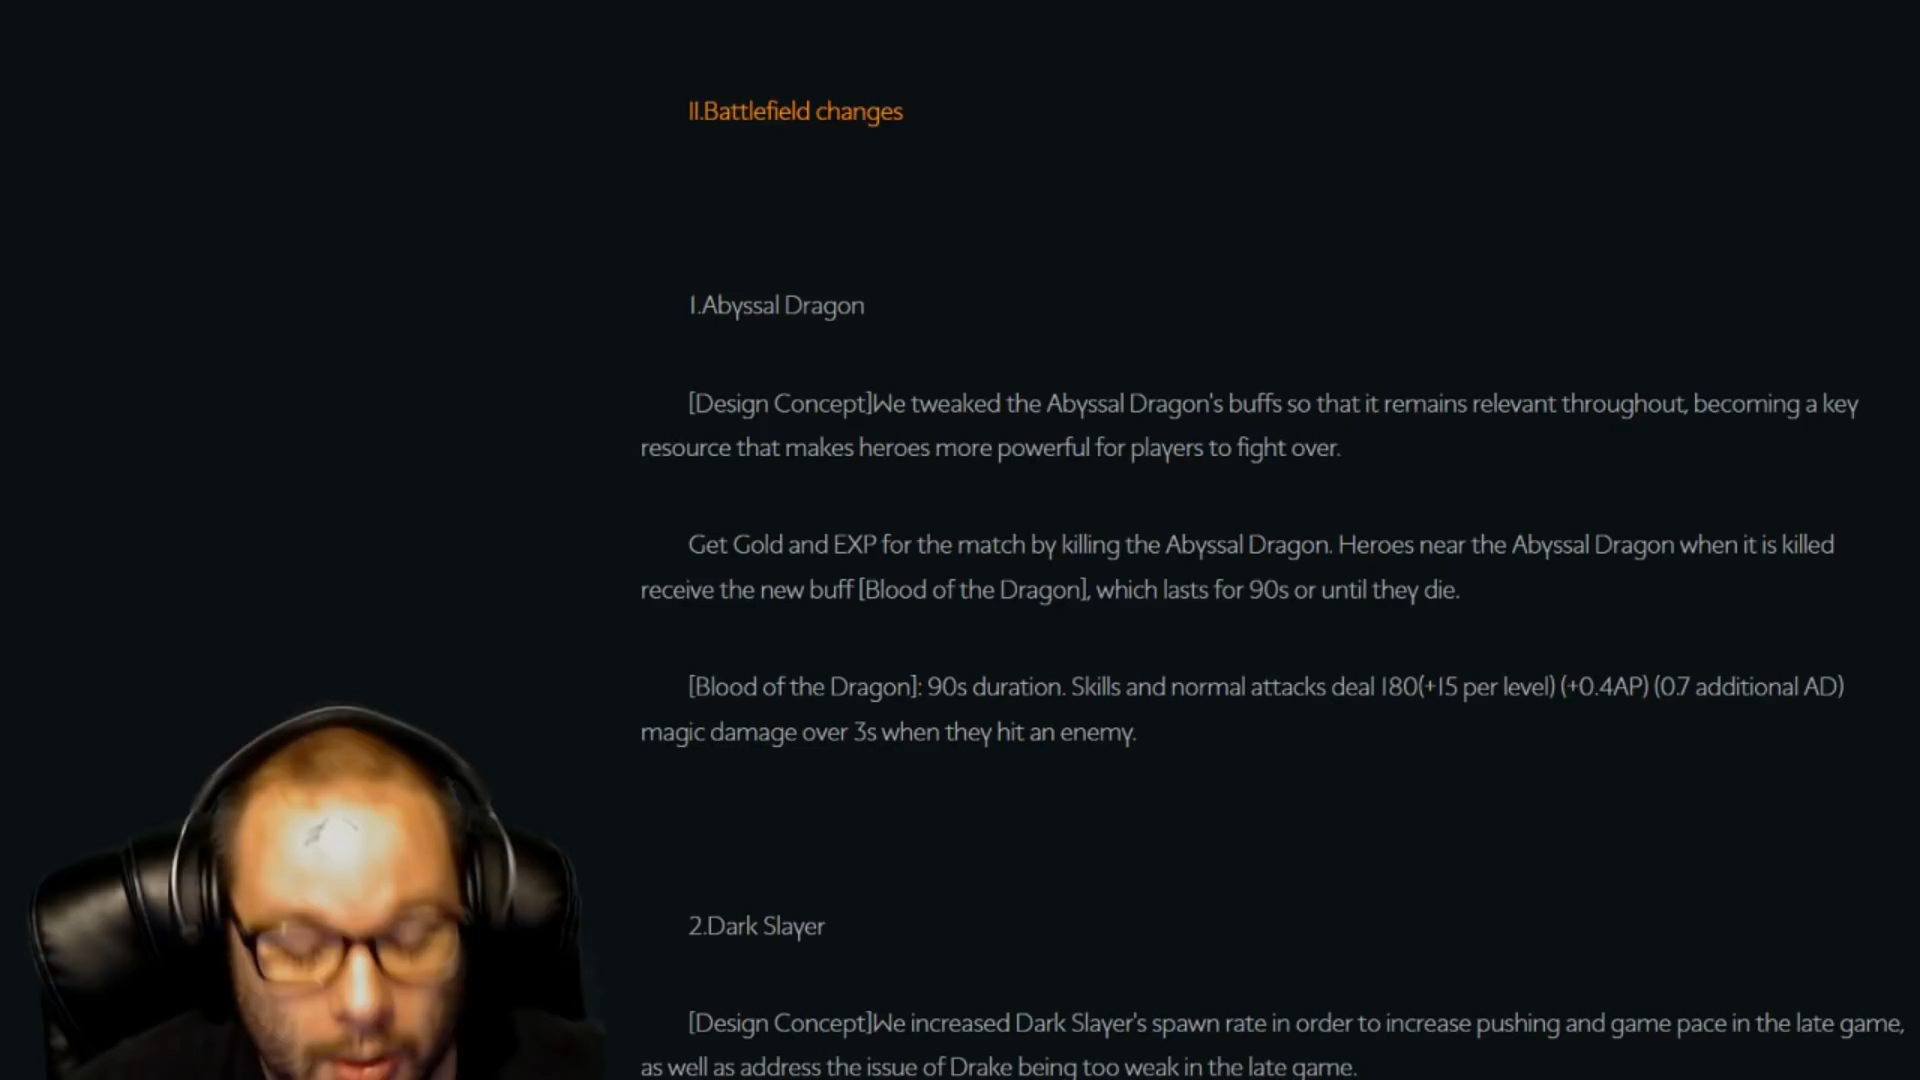 II.Battlefield changes
1.Abyssal Dragon
[Design Concept]We tweaked the Abyssal Dragon's buffs so that it remains relevant throughout, becoming a key
resource that makes heroes more powerful for players to fight over.
Get Gold and EXP for the match by killing the Abyssal Dragon. Heroes near the Abyssal Dragon when it is killed
receive the new buff [Blood of the Dragon], which lasts for 90s or until they die.
[Blood of the Dragon]: 90s duration. Skills and normal attacks deal 180(+15 per level) (+0.4AP) (0.7 additional AD)
magic damage over 3s when they hit an enemy.
2.Dark Slayer
[Design Concept]We increased Dark Slayer's spawn rate in order to increase pushing and game pace in the late game,
as well as address the issue of Drake being too weak in the late game.